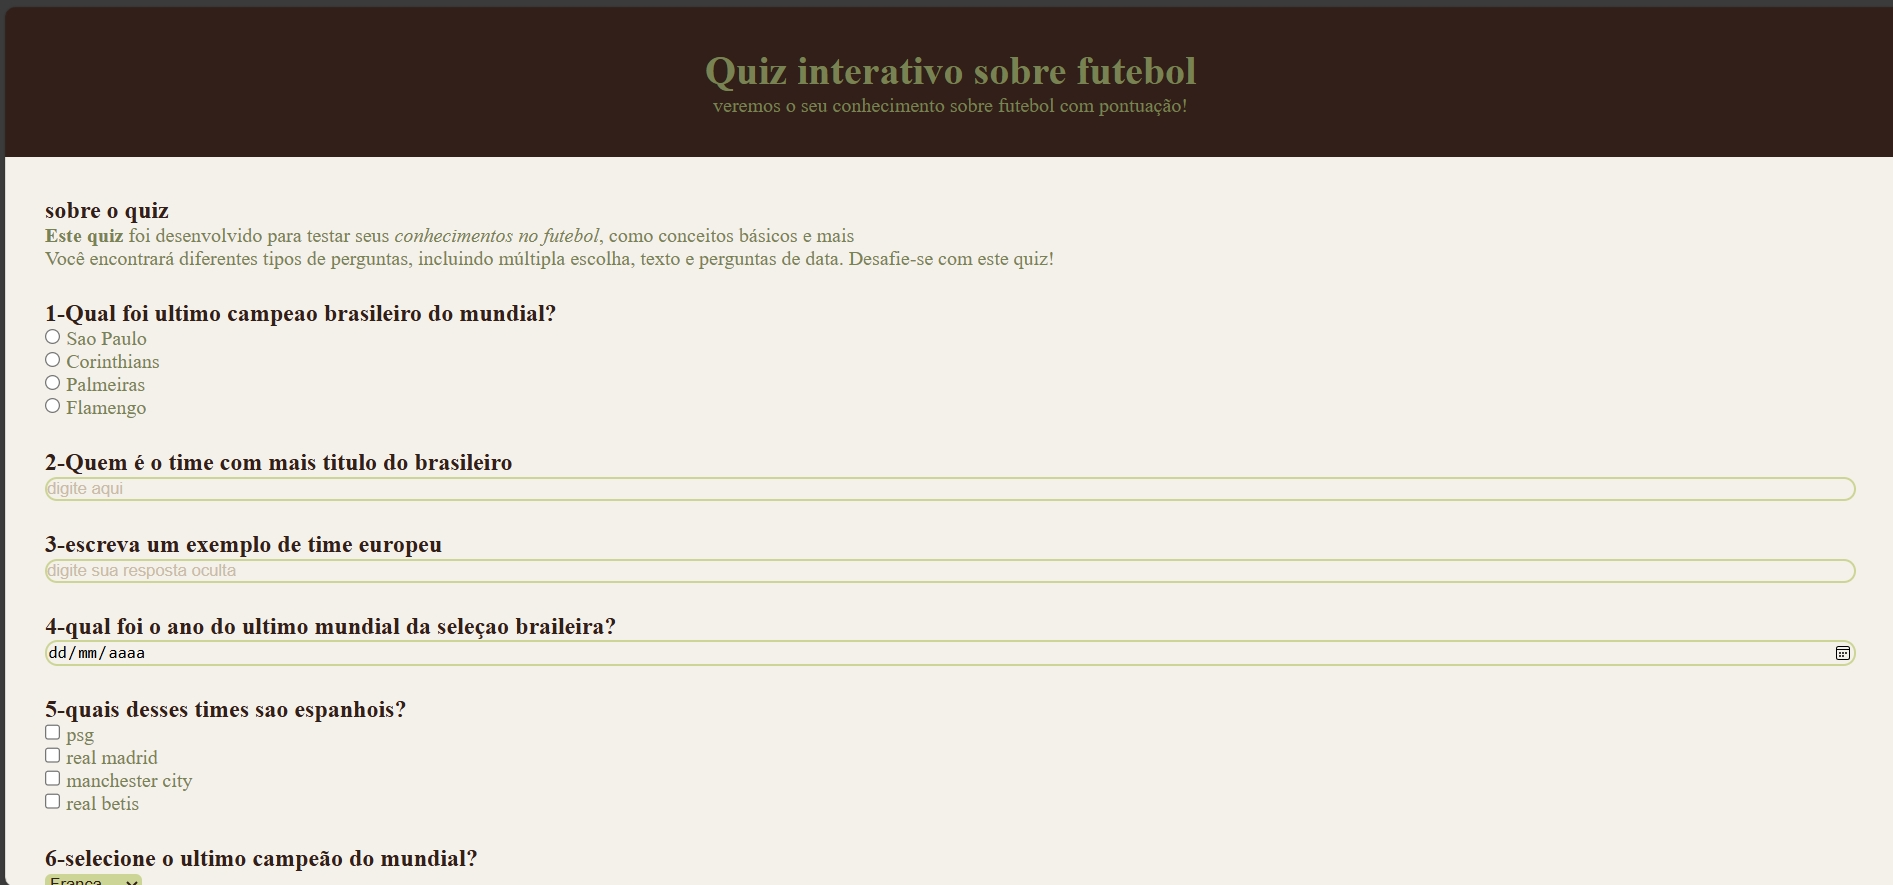 Quiz interativo sobre futebol
veremos o seu conhecimento sobre futebol com pontuação!
sobre o quiz
Este quiz foi desenvolvido para testar seus conhecimentos no futebol, como conceitos básicos e mais
Você encontrará diferentes tipos de perguntas, incluindo múltipla escolha, texto e perguntas de data. Desafie-se com este quiz!
1-Qual foi ultimo campeao brasileiro do mundial?
Sao Paulo
Corinthians
Palmeiras
Flamengo
2-Quem é o time com mais titulo do brasileiro
digite aqui
3-escreva um exemplo de time europeu
digite sua resposta oculta
4-qual foi o ano do ultimo mundial da seleçao braileira?
dd/mm/aaaa
5-quais desses times sao espanhois?
psg
real madrid
manchester city
real betis
6-selecione o ultimo campeão do mundial?